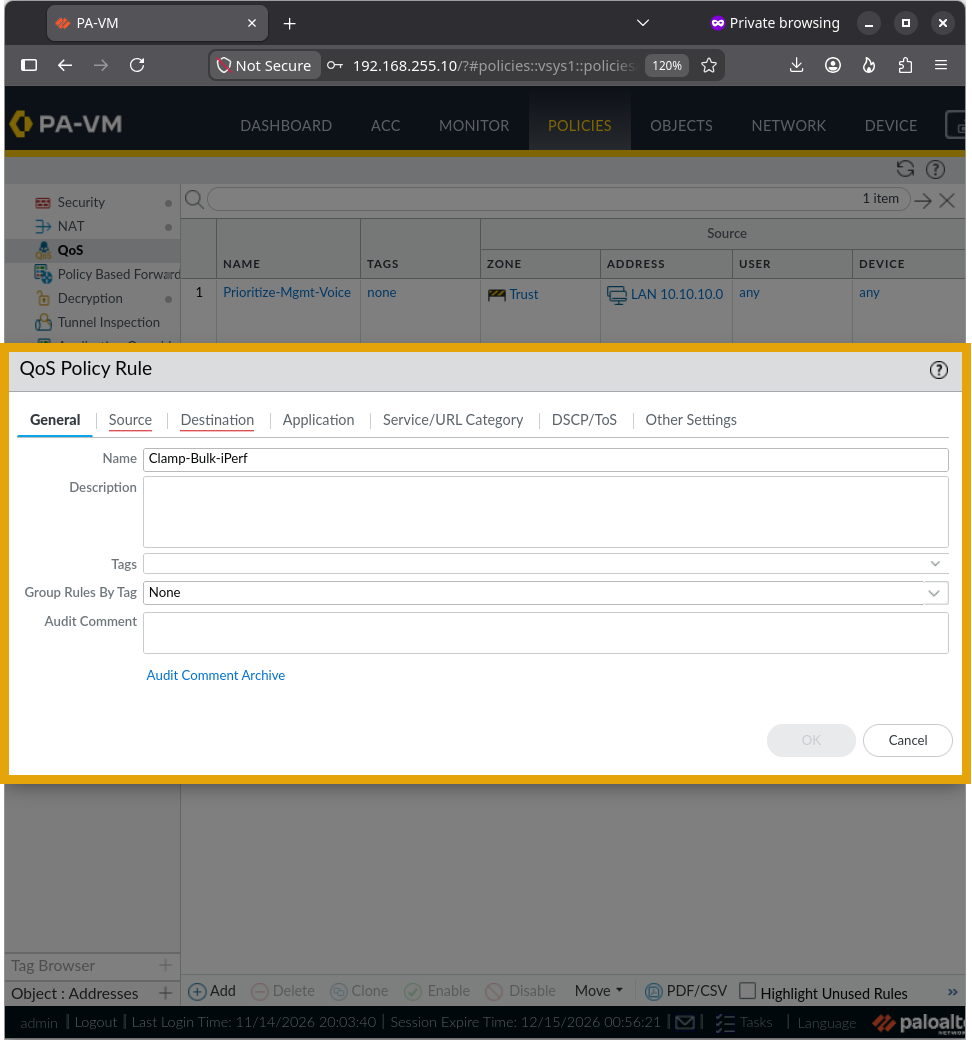 PA-VM
Private browsing
Not Secure
192.168.255.10/?#policies::vsys1::policies
120%
PA-VM
DASHBOARD
ACC
MONITOR
POLICIES
OBJECTS
NETWORK
DEVICE
1 item
Security
NAT
QoS
Policy Based Forward
Decryption
Tunnel Inspection
Source
NAME
TAGS
ZONE
ADDRESS
USER
DEVICE
1
Prioritize-Mgmt-Voice
none
Trust
LAN 10.10.10.0
any
any
QoS Policy Rule
General
Source
Destination
Application
Service/URL Category
DSCP/ToS
Other Settings
Name
Clamp-Bulk-iPerf
Description
Tags
Group Rules By Tag
None
Audit Comment
Audit Comment Archive
OK
Cancel
Tag Browser
Object : Addresses
Add
Delete
Clone
Enable
Disable
Move
PDF/CSV
Highlight Unused Rules
»
admin | Logout | Last Login Time: 11/14/2026 20:03:40 | Session Expire Time: 12/15/2026 00:56:21 |
Tasks | Language
paloalto